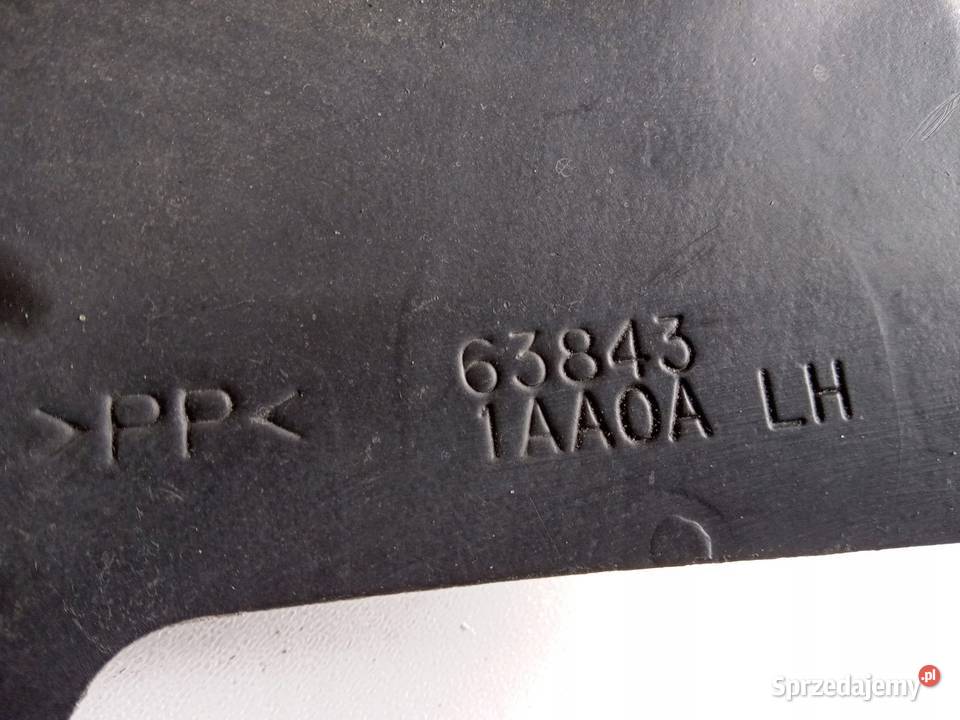 63843
>PP< 1AA0A LH
Sprzedajemy.pl